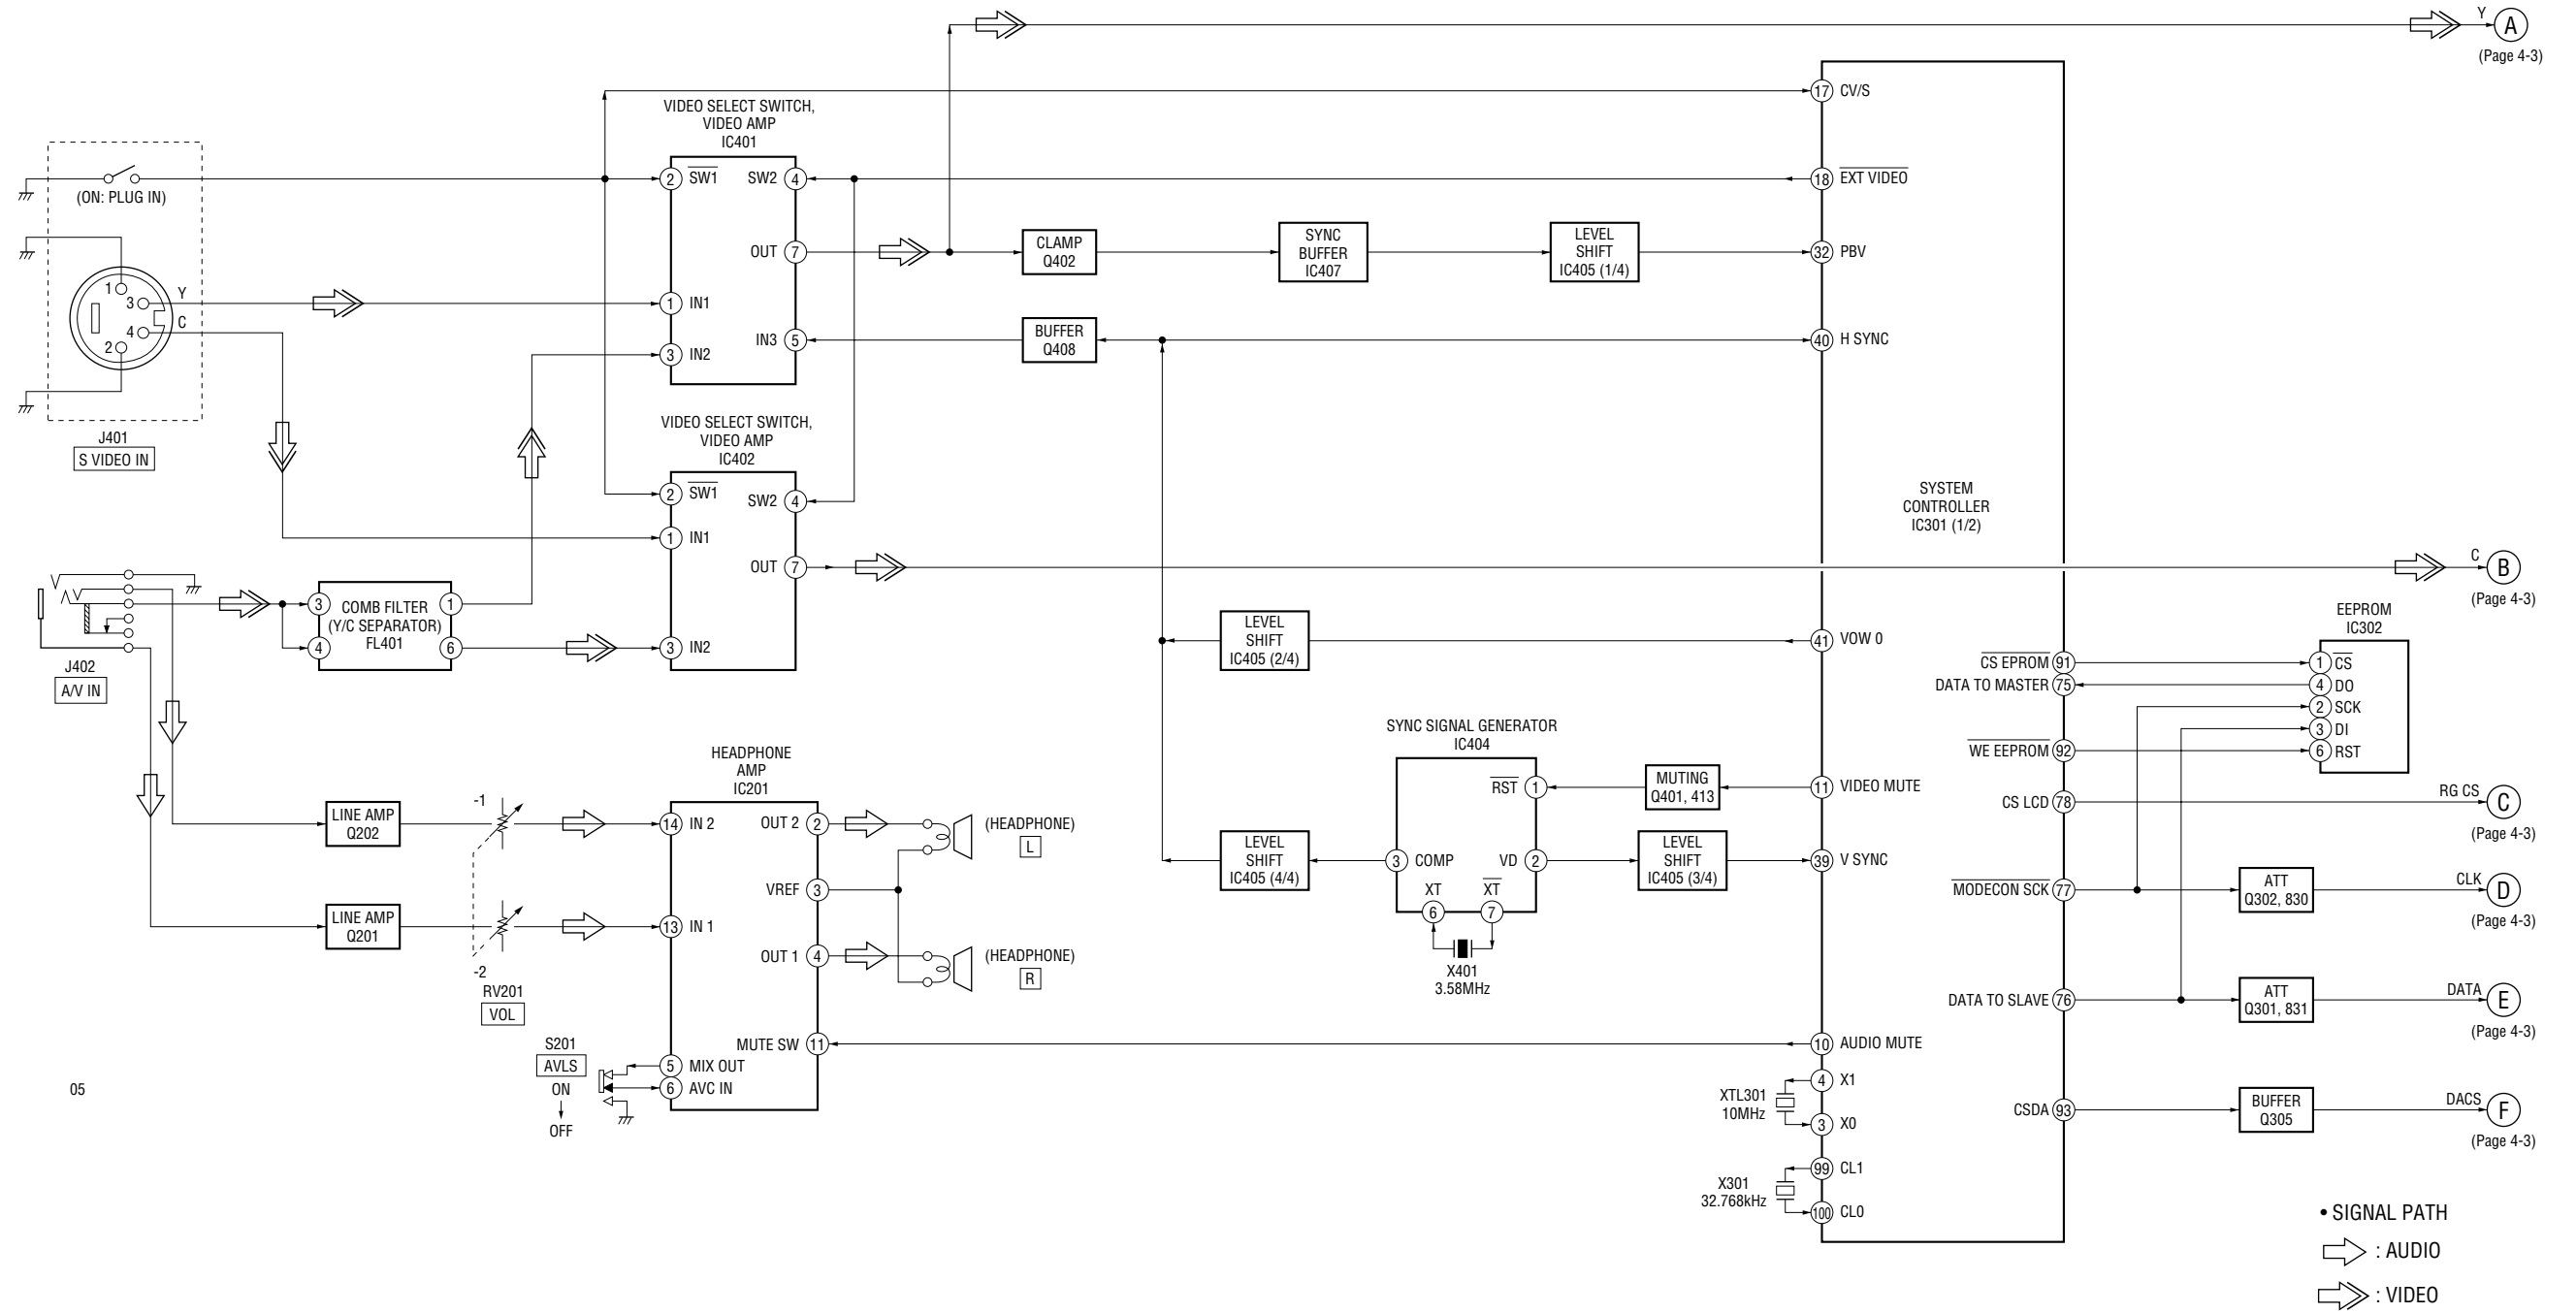 Y
A
(Page 4-3)
VIDEO SELECT SWITCH,
VIDEO AMP
IC401
17 CV/S
(ON: PLUG IN)
2 SW1
SW2 4
18 EXT VIDEO
OUT 7
CLAMP
Q402
SYNC
BUFFER
IC407
LEVEL
SHIFT
IC405 (1/4)
32 PBV
1
3
4
2
Y
C
1 IN1
3 IN2
IN3 5
BUFFER
Q408
40 H SYNC
J401
S VIDEO IN
VIDEO SELECT SWITCH,
VIDEO AMP
IC402
2 SW1
SW2 4
1 IN1
OUT 7
3 IN2
SYSTEM
CONTROLLER
IC301 (1/2)
C
B
(Page 4-3)
3
4
COMB FILTER
(Y/C SEPARATOR)
FL401
1
6
J402
A/V IN
LEVEL
SHIFT
IC405 (2/4)
41 VOW 0
EEPROM
IC302
CS EPROM 91
DATA TO MASTER 75
WE EEPROM 92
1 CS
4 DO
2 SCK
3 DI
6 RST
SYNC SIGNAL GENERATOR
IC404
RST 1
MUTING
Q401, 413
11 VIDEO MUTE
CS LCD 78
RG CS
C
(Page 4-3)
HEADPHONE
AMP
IC201
LINE AMP
Q202
-1
14 IN 2
OUT 2 2
(HEADPHONE)
L
VREF 3
LEVEL
SHIFT
IC405 (4/4)
3 COMP
VD 2
XT
XT
6
7
X401
3.58MHz
LEVEL
SHIFT
IC405 (3/4)
39 V SYNC
MODECON SCK 77
ATT
Q302, 830
CLK
D
(Page 4-3)
LINE AMP
Q201
-2
RV201
VOL
13 IN 1
OUT 1 4
(HEADPHONE)
R
DATA TO SLAVE 76
ATT
Q301, 831
DATA
E
(Page 4-3)
MUTE SW 11
10 AUDIO MUTE
S201
AVLS
ON
OFF
5 MIX OUT
6 AVC IN
XTL301
10MHz
4 X1
3 X0
CSDA 93
BUFFER
Q305
DACS
F
(Page 4-3)
X301
32.768kHz
99 CL1
100 CL0
05
• SIGNAL PATH
: AUDIO
: VIDEO